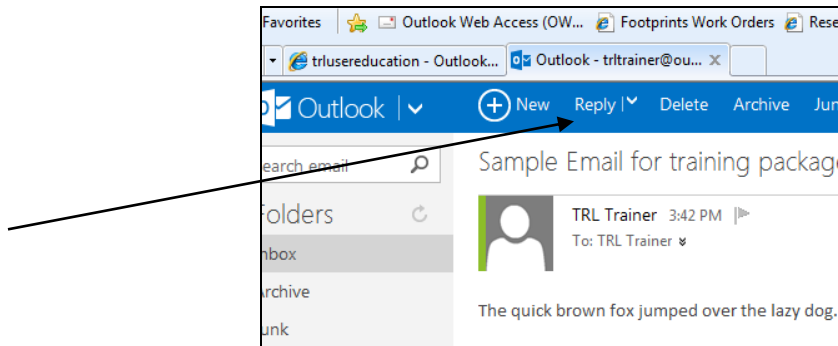 Favorites Outlook Web Access (OW... Footprints Work Orders Rese
trlusereducation - Outlook... Outlook - trltrainer@ou... x
Outlook New Reply Delete Archive Jun
earch email Sample Email for training package
Folders TRL Trainer 3:42 PM
To: TRL Trainer
nbox
Archive
The quick brown fox jumped over the lazy dog.
unk